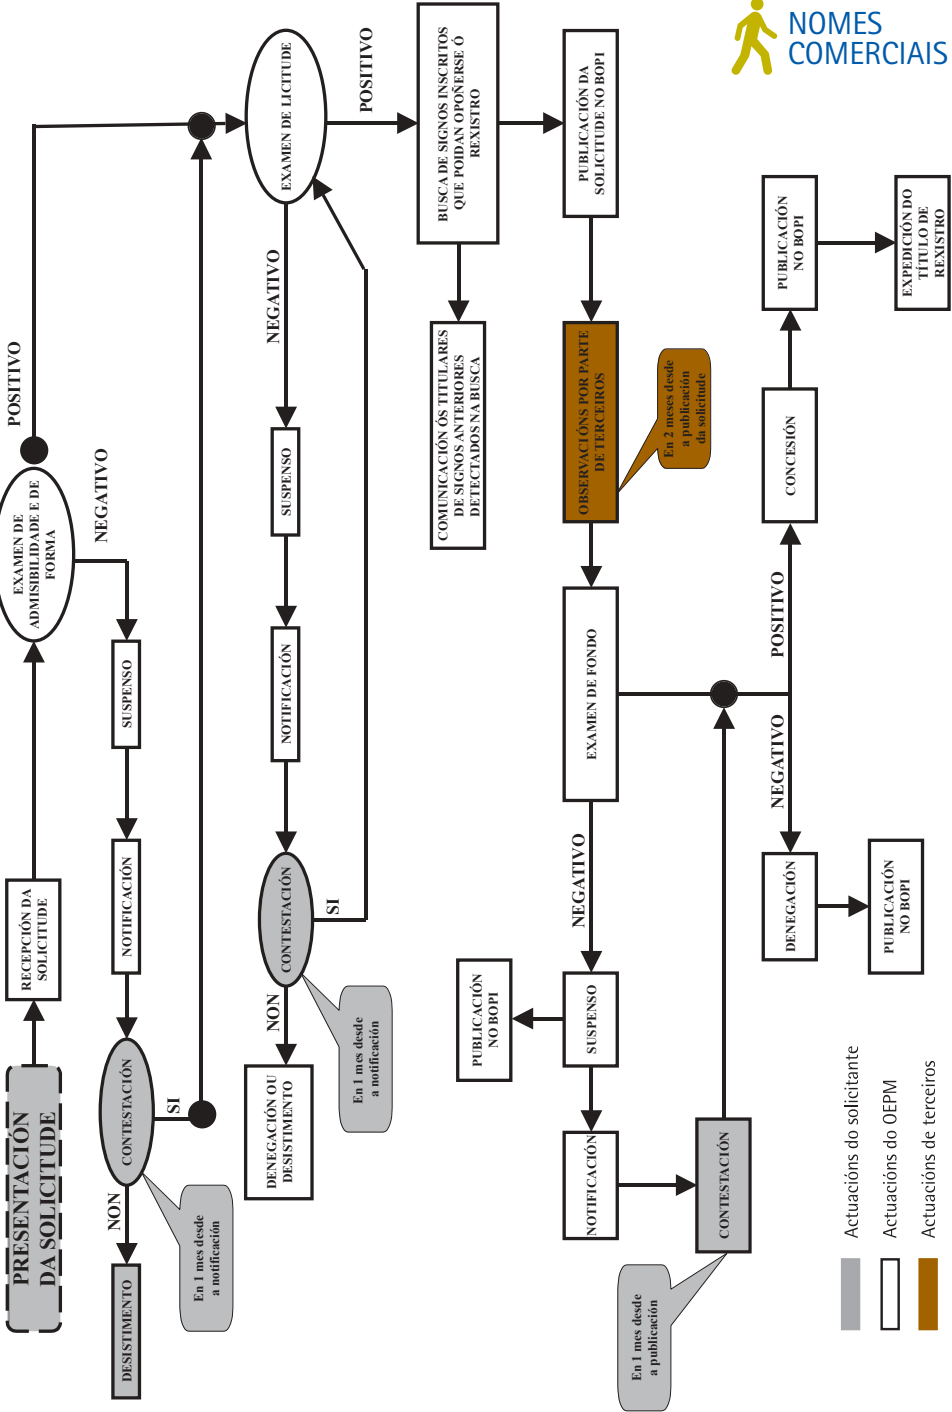 NOMES
COMERCIAIS
PRESENTACIÓN
DA SOLICITUDE
RECEPCIÓN DA
SOLICITUDE
EXAMEN DE
ADMISIBILIDADE E DE
FORMA
POSITIVO
NEGATIVO
SUSPENSO
NOTIFICACIÓN
CONTESTACIÓN
En 1 mes desde
a notificación
SI
NON
DESISTIMENTO
EXAMEN DE LICITUDE
POSITIVO
NEGATIVO
SUSPENSO
NOTIFICACIÓN
CONTESTACIÓN
En 1 mes desde
a notificación
SI
NON
DENEGACIÓN OU
DESISTIMENTO
BUSCA DE SIGNOS INSCRITOS
QUE POIDAN OPOÑERSE Ó
REXISTRO
COMUNICACIÓN ÓS TITULARES
DE SIGNOS ANTERIORES
DETECTADOS NA BUSCA
PUBLICACIÓN DA
SOLICITUDE NO BOPI
OBSERVACIÓNS POR PARTE
DE TERCEIROS
En 2 meses desde
a publicación
da solicitude
EXAMEN DE FONDO
NEGATIVO
SUSPENSO
PUBLICACIÓN
NO BOPI
NOTIFICACIÓN
CONTESTACIÓN
En 1 mes desde
a publicación
POSITIVO
CONCESIÓN
PUBLICACIÓN
NO BOPI
EXPEDICIÓN DO
TÍTULO DE
REXISTRO
NEGATIVO
DENEGACIÓN
PUBLICACIÓN
NO BOPI
Actuacións do solicitante
Actuacións do OEPM
Actuacións de terceiros